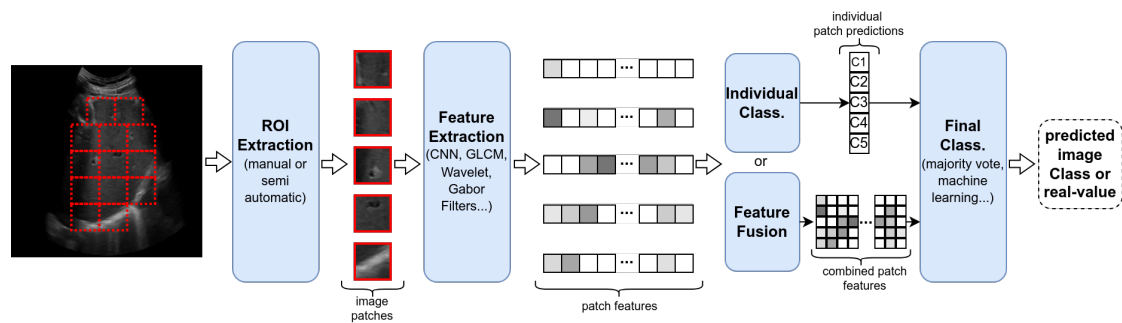 ROI
Extraction
(manual or
semi
automatic)
image
patches
Feature
Extraction
(CNN, GLCM,
Wavelet,
Gabor
Filters...)
...
...
...
...
...
patch features
Individual
Class.
or
Feature
Fusion
individual
patch predictions
C1
C2
C3
C4
C5
...
combined patch
features
Final
Class.
(majority vote,
machine
learning...)
predicted
image
Class or
real-value